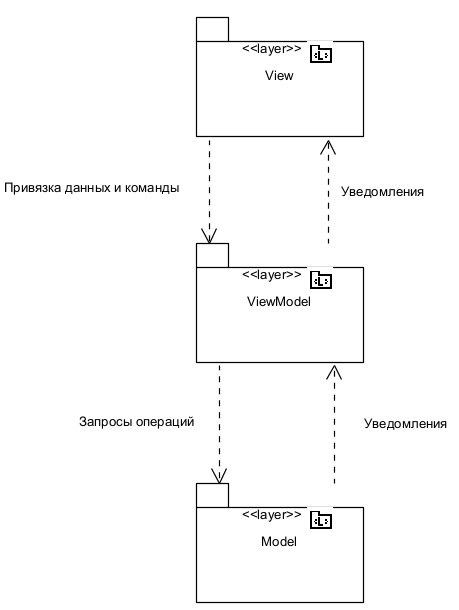 <<layer>>
View
Привязка данных и команды
Уведомления
<<layer>>
ViewModel
Запросы операций
Уведомления
<<layer>>
Model